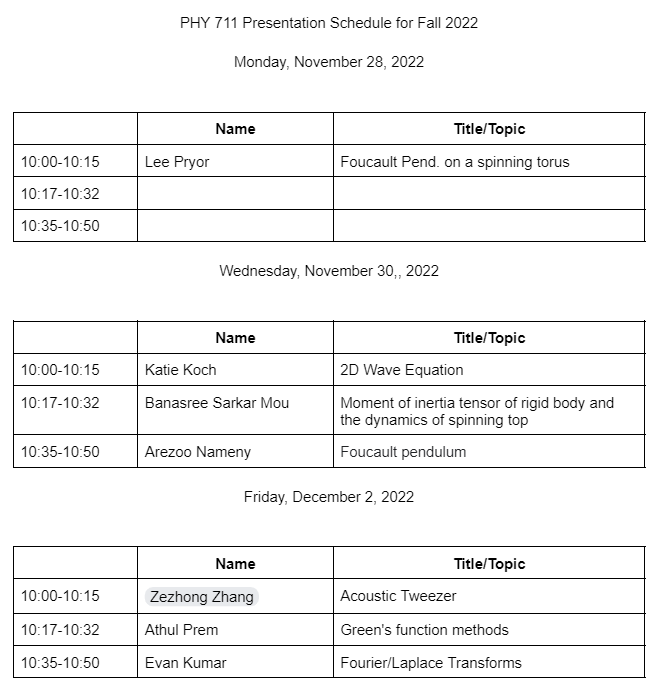 PHY 711 Presentation Schedule for Fall 2022
Monday, November 28, 2022
Name Title/Topic
10:00-10:15 Lee Pryor Foucault Pend. on a spinning torus
10:17-10:32
10:35-10:50
Wednesday, November 30,, 2022
Name Title/Topic
10:00-10:15 Katie Koch 2D Wave Equation
10:17-10:32 Banasree Sarkar Mou Moment of inertia tensor of rigid body and
the dynamics of spinning top
10:35-10:50 Arezoo Nameny Foucault pendulum
Friday, December 2, 2022
Name Title/Topic
10:00-10:15 Zezhong Zhang Acoustic Tweezer
10:17-10:32 Athul Prem Green's function methods
10:35-10:50 Evan Kumar Fourier/Laplace Transforms